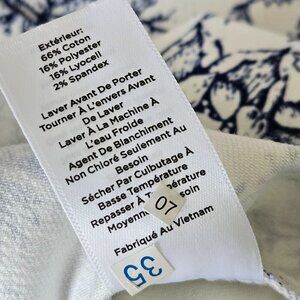 Extérieur:
66% Coton
16% Polyester
16% Lyocell
2% Spandex
Laver Avant De Porter
Tourner À L'envers Avant
De Laver
Laver À La Machine À
L'eau Froide
Agent De Blanchiment
Non Chloré Seulement Au
Besoin
Sécher Par Culbutage À
Basse Température
Repasser À Température
Moyenne Besoin
Fabriqué Au Vietnam
07
35